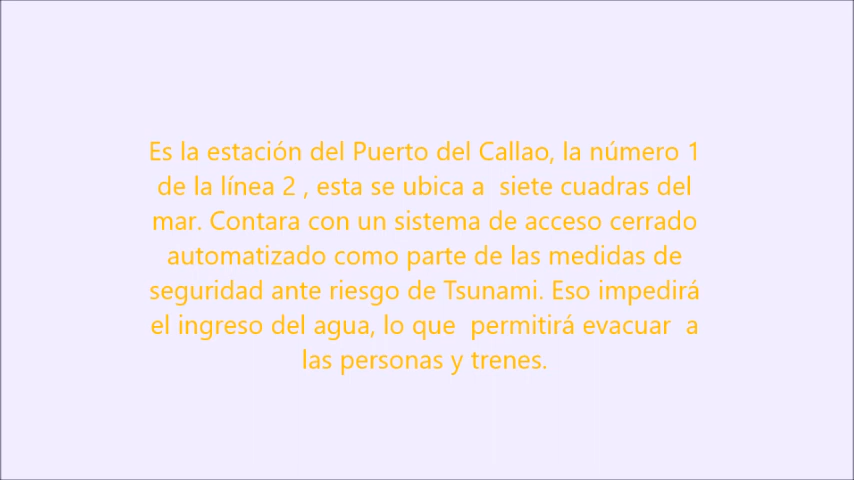 Es la estación del Puerto del Callao, la número 1
de la línea 2 , esta se ubica a  siete cuadras del
mar. Contara con un sistema de acceso cerrado
automatizado como parte de las medidas de
seguridad ante riesgo de Tsunami. Eso impedirá
el ingreso del agua, lo que  permitirá evacuar  a
las personas y trenes.